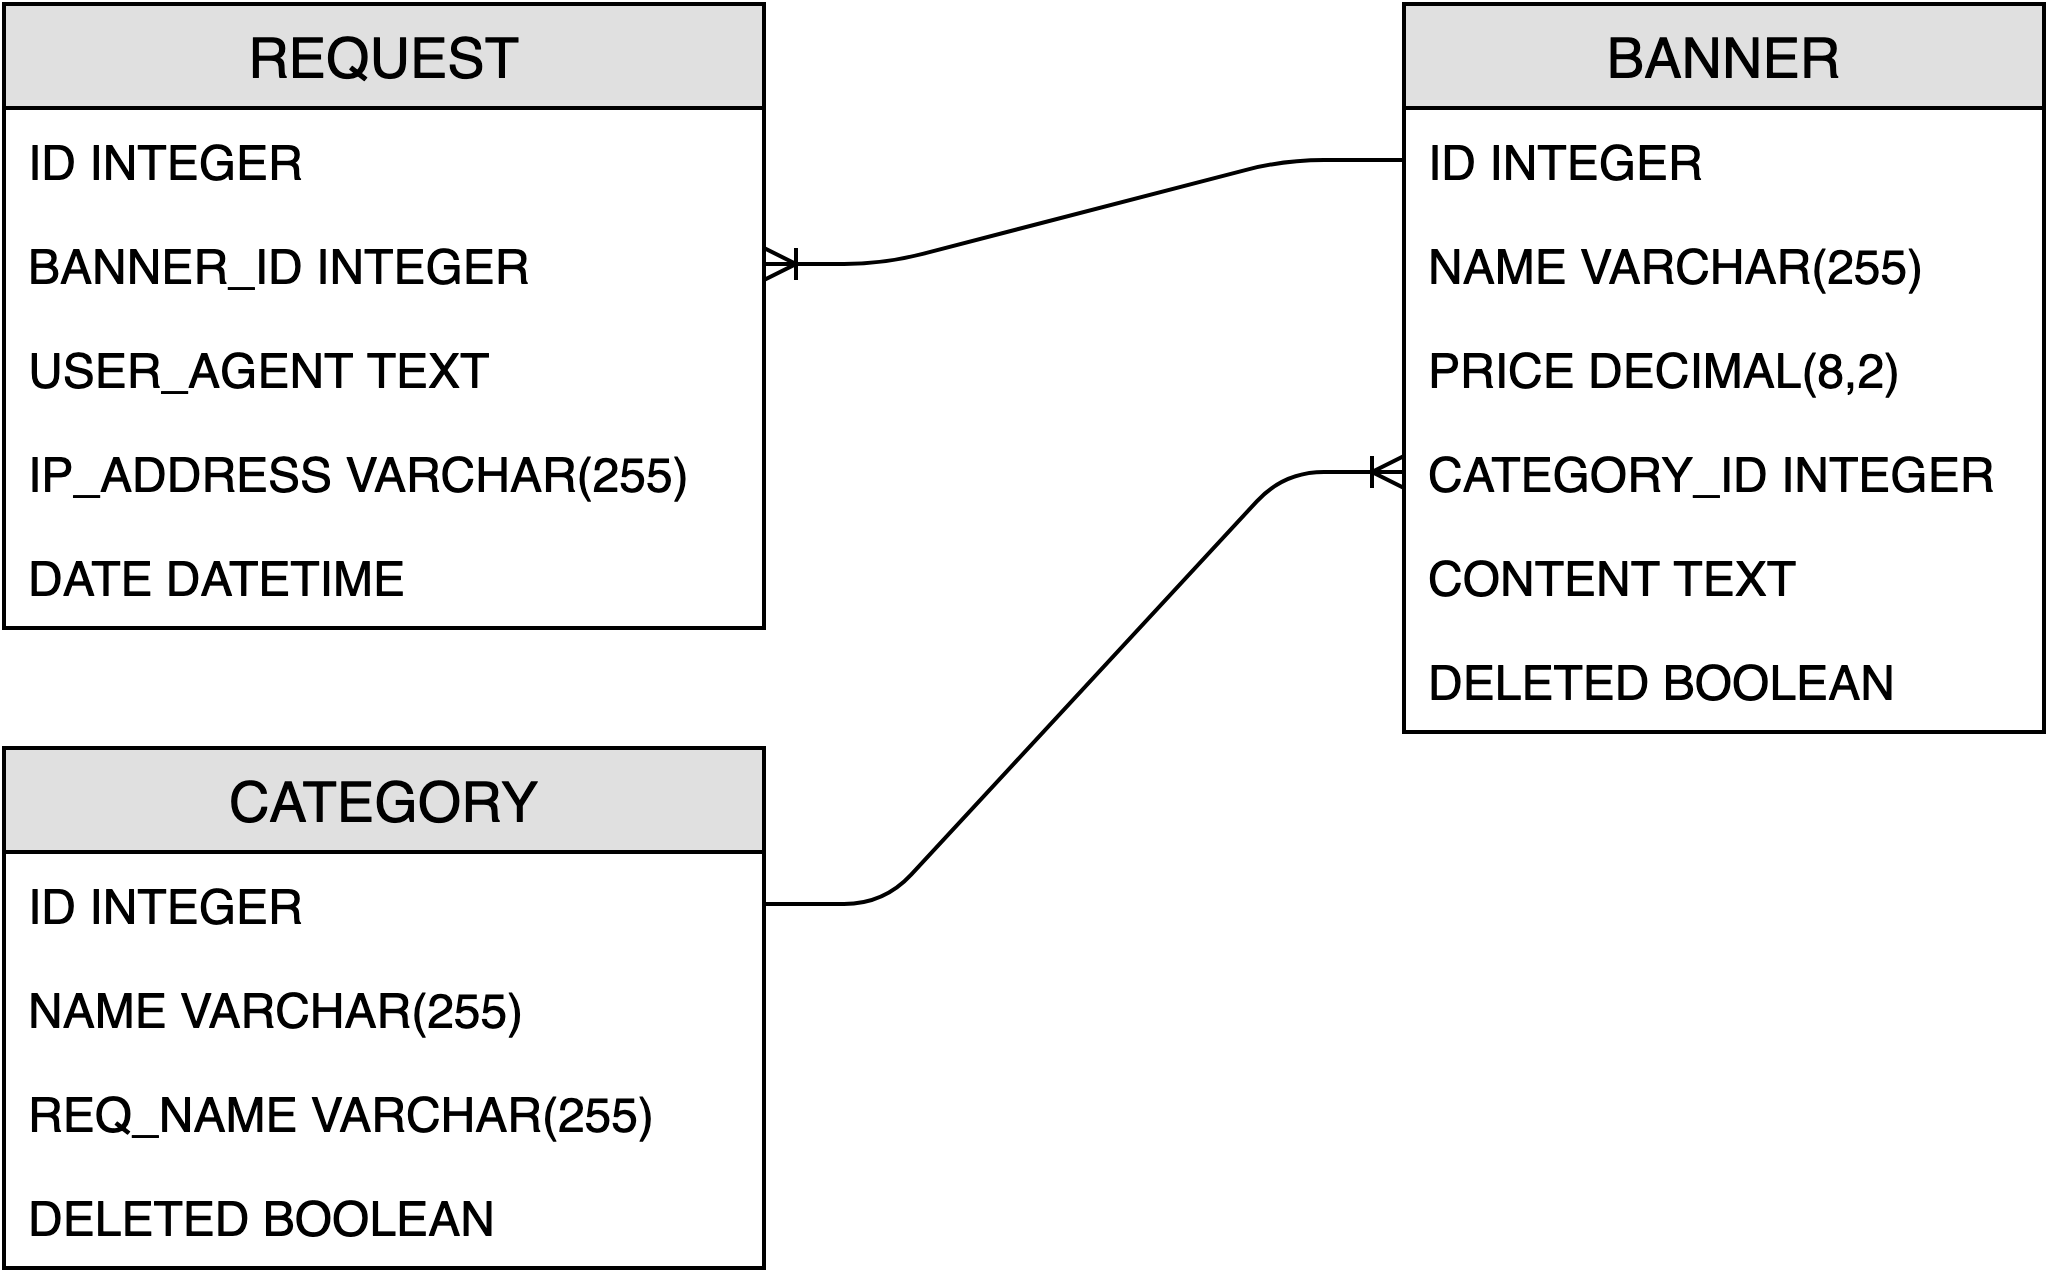 REQUEST
ID INTEGER
BANNER_ID INTEGER
USER_AGENT TEXT
IP_ADDRESS VARCHAR(255)
DATE DATETIME
BANNER
ID INTEGER
NAME VARCHAR(255)
PRICE DECIMAL(8,2)
CATEGORY_ID INTEGER
CONTENT TEXT
DELETED BOOLEAN
CATEGORY
ID INTEGER
NAME VARCHAR(255)
REQ_NAME VARCHAR(255)
DELETED BOOLEAN